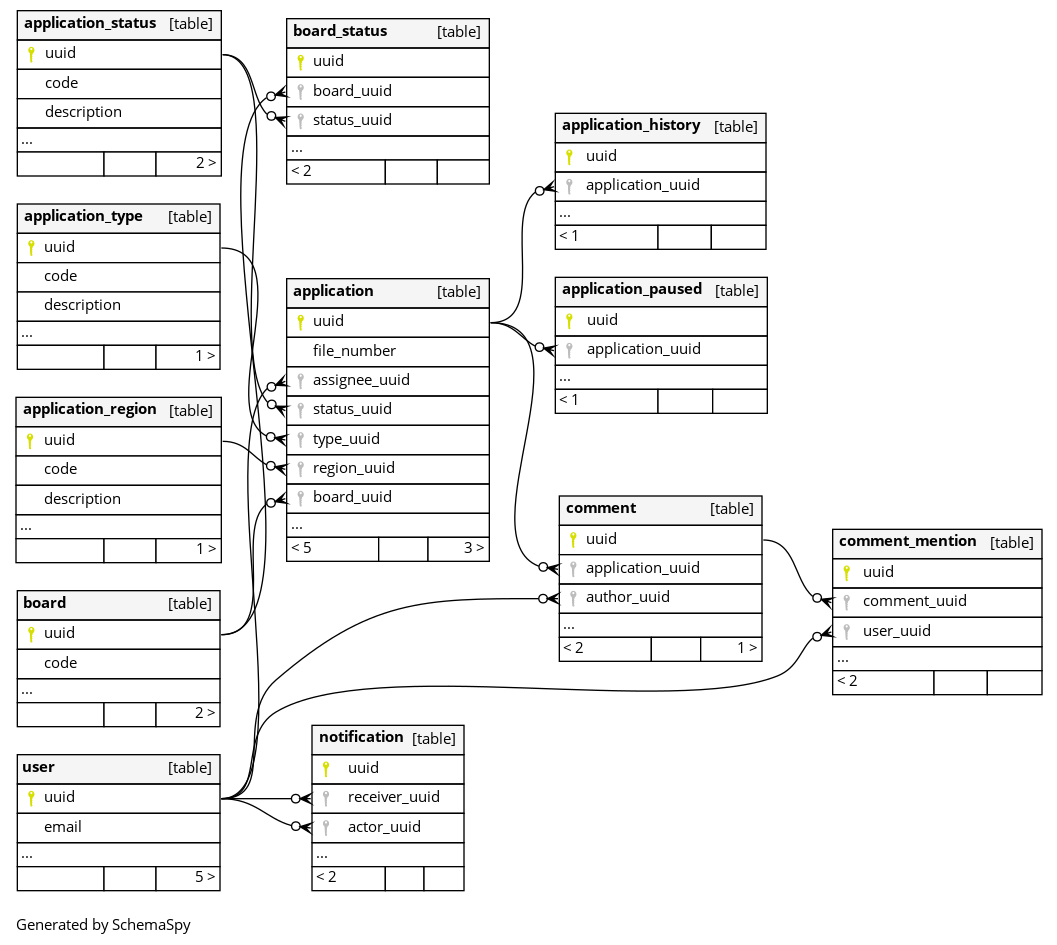 application_status [table]
uuid
code
description
...
2 >
board_status [table]
uuid
board_uuid
status_uuid
...
< 2
application_history [table]
uuid
application_uuid
...
< 1
application_type [table]
uuid
code
description
...
1 >
application [table]
uuid
file_number
assignee_uuid
status_uuid
type_uuid
region_uuid
board_uuid
...
< 5 3 >
application_paused [table]
uuid
application_uuid
...
< 1
application_region [table]
uuid
code
description
...
1 >
comment [table]
uuid
application_uuid
author_uuid
...
< 2 1 >
comment_mention [table]
uuid
comment_uuid
user_uuid
...
< 2
board [table]
uuid
code
...
2 >
user [table]
uuid
email
...
5 >
notification [table]
uuid
receiver_uuid
actor_uuid
...
< 2
Generated by SchemaSpy